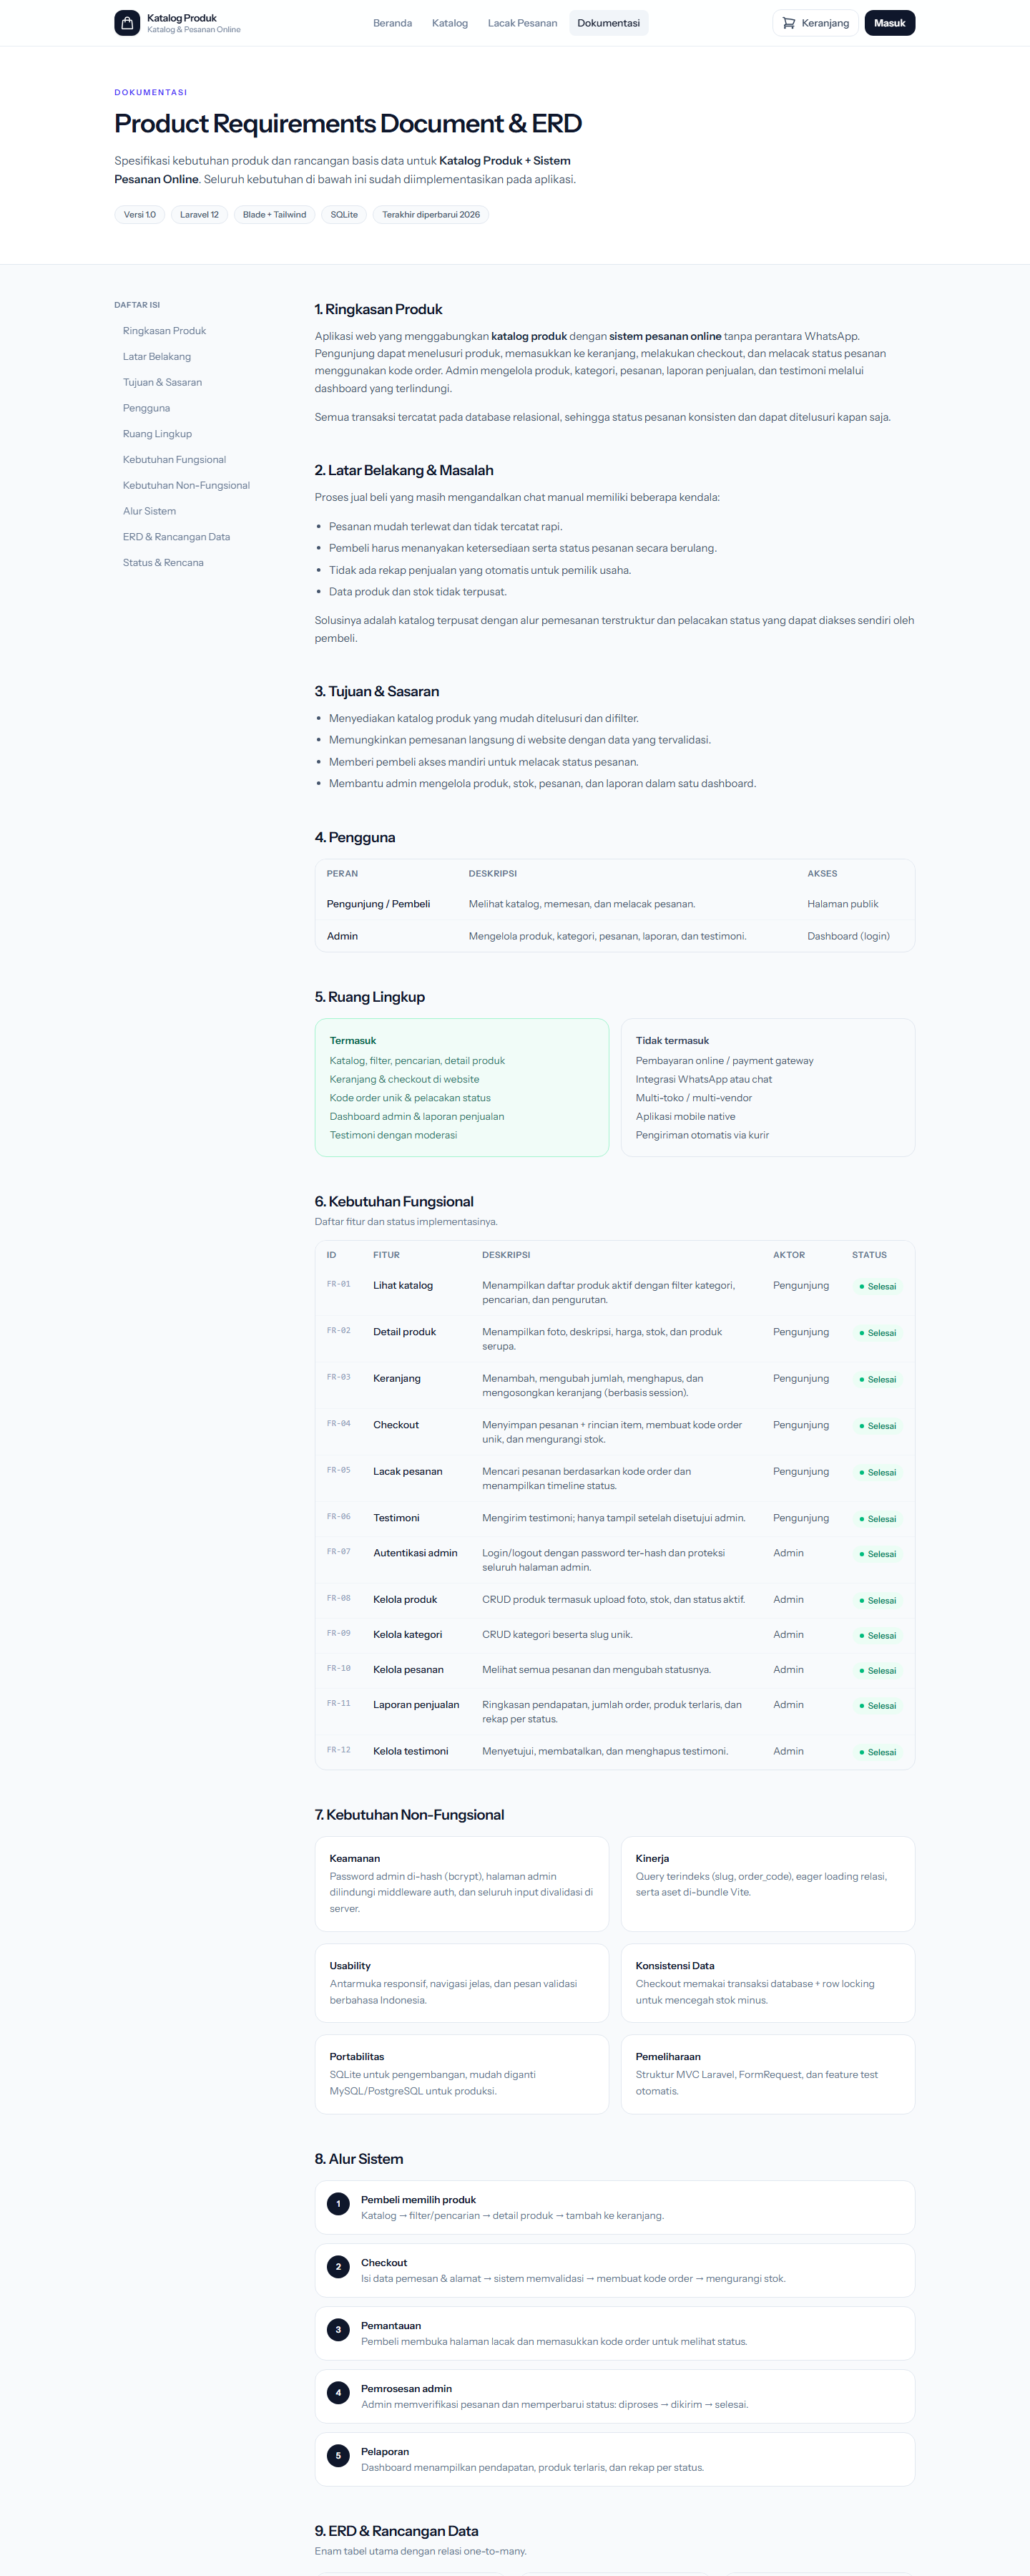 Katalog Produk
Katalog & Pesanan Online
Beranda
Katalog
Lacak Pesanan
Dokumentasi
Keranjang
Masuk
DOKUMENTASI
Product Requirements Document & ERD
Spesifikasi kebutuhan produk dan rancangan basis data untuk Katalog Produk + Sistem
Pesanan Online. Seluruh kebutuhan di bawah ini sudah diimplementasikan pada aplikasi.
Versi 1.0
Laravel 12
Blade + Tailwind
SQLite
Terakhir diperbarui 2026
DAFTAR ISI
Ringkasan Produk
Latar Belakang
Tujuan & Sasaran
Pengguna
Ruang Lingkup
Kebutuhan Fungsional
Kebutuhan Non-Fungsional
Alur Sistem
ERD & Rancangan Data
Status & Rencana
1. Ringkasan Produk
Aplikasi web yang menggabungkan katalog produk dengan sistem pesanan online tanpa perantara WhatsApp.
Pengunjung dapat menelusuri produk, memasukkan ke keranjang, melakukan checkout, dan melacak status pesanan
menggunakan kode order. Admin mengelola produk, kategori, pesanan, laporan penjualan, dan testimoni melalui
dashboard yang terlindungi.
Semua transaksi tercatat pada database relasional, sehingga status pesanan konsisten dan dapat ditelusuri kapan saja.
2. Latar Belakang & Masalah
Proses jual beli yang masih mengandalkan chat manual memiliki beberapa kendala:
• Pesanan mudah terlewat dan tidak tercatat rapi.
• Pembeli harus menanyakan ketersediaan serta status pesanan secara berulang.
• Tidak ada rekap penjualan yang otomatis untuk pemilik usaha.
• Data produk dan stok tidak terpusat.
Solusinya adalah katalog terpusat dengan alur pemesanan terstruktur dan pelacakan status yang dapat diakses sendiri oleh
pembeli.
3. Tujuan & Sasaran
• Menyediakan katalog produk yang mudah ditelusuri dan difilter.
• Memungkinkan pemesanan langsung di website dengan data yang tervalidasi.
• Memberi pembeli akses mandiri untuk melacak status pesanan.
• Membantu admin mengelola produk, stok, pesanan, dan laporan dalam satu dashboard.
4. Pengguna
PERAN DESKRIPSI AKSES
Pengunjung / Pembeli Melihat katalog, memesan, dan melacak pesanan. Halaman publik
Admin Mengelola produk, kategori, pesanan, laporan, dan testimoni. Dashboard (login)
5. Ruang Lingkup
Termasuk
Katalog, filter, pencarian, detail produk
Keranjang & checkout di website
Kode order unik & pelacakan status
Dashboard admin & laporan penjualan
Testimoni dengan moderasi
Tidak termasuk
Pembayaran online / payment gateway
Integrasi WhatsApp atau chat
Multi-toko / multi-vendor
Aplikasi mobile native
Pengiriman otomatis via kurir
6. Kebutuhan Fungsional
Daftar fitur dan status implementasinya.
ID FITUR DESKRIPSI AKTOR STATUS
FR-01 Lihat katalog Menampilkan daftar produk aktif dengan filter kategori, Pengunjung Selesai
pencarian, dan pengurutan.
FR-02 Detail produk Menampilkan foto, deskripsi, harga, stok, dan produk Pengunjung Selesai
serupa.
FR-03 Keranjang Menambah, mengubah jumlah, menghapus, dan Pengunjung Selesai
mengosongkan keranjang (berbasis session).
FR-04 Checkout Menyimpan pesanan + rincian item, membuat kode order Pengunjung Selesai
unik, dan mengurangi stok.
FR-05 Lacak pesanan Mencari pesanan berdasarkan kode order dan Pengunjung Selesai
menampilkan timeline status.
FR-06 Testimoni Mengirim testimoni; hanya tampil setelah disetujui admin. Pengunjung Selesai
FR-07 Autentikasi admin Login/logout dengan password ter-hash dan proteksi Admin Selesai
seluruh halaman admin.
FR-08 Kelola produk CRUD produk termasuk upload foto, stok, dan status aktif. Admin Selesai
FR-09 Kelola kategori CRUD kategori beserta slug unik. Admin Selesai
FR-10 Kelola pesanan Melihat semua pesanan dan mengubah statusnya. Admin Selesai
FR-11 Laporan penjualan Ringkasan pendapatan, jumlah order, produk terlaris, dan Admin Selesai
rekap per status.
FR-12 Kelola testimoni Menyetujui, membatalkan, dan menghapus testimoni. Admin Selesai
7. Kebutuhan Non-Fungsional
Keamanan
Password admin di-hash (bcrypt), halaman admin
dilindungi middleware auth, dan seluruh input divalidasi di
server.
Kinerja
Query terindeks (slug, order_code), eager loading relasi,
serta aset di-bundle Vite.
Usability
Antarmuka responsif, navigasi jelas, dan pesan validasi
berbahasa Indonesia.
Konsistensi Data
Checkout memakai transaksi database + row locking
untuk mencegah stok minus.
Portabilitas
SQLite untuk pengembangan, mudah diganti
MySQL/PostgreSQL untuk produksi.
Pemeliharaan
Struktur MVC Laravel, FormRequest, dan feature test
otomatis.
8. Alur Sistem
1 Pembeli memilih produk
Katalog → filter/pencarian → detail produk → tambah ke keranjang.
2 Checkout
Isi data pemesan & alamat → sistem memvalidasi → membuat kode order → mengurangi stok.
3 Pemantauan
Pembeli membuka halaman lacak dan memasukkan kode order untuk melihat status.
4 Pemrosesan admin
Admin memverifikasi pesanan dan memperbarui status: diproses → dikirim → selesai.
5 Pelaporan
Dashboard menampilkan pendapatan, produk terlaris, dan rekap per status.
9. ERD & Rancangan Data
Enam tabel utama dengan relasi one-to-many.